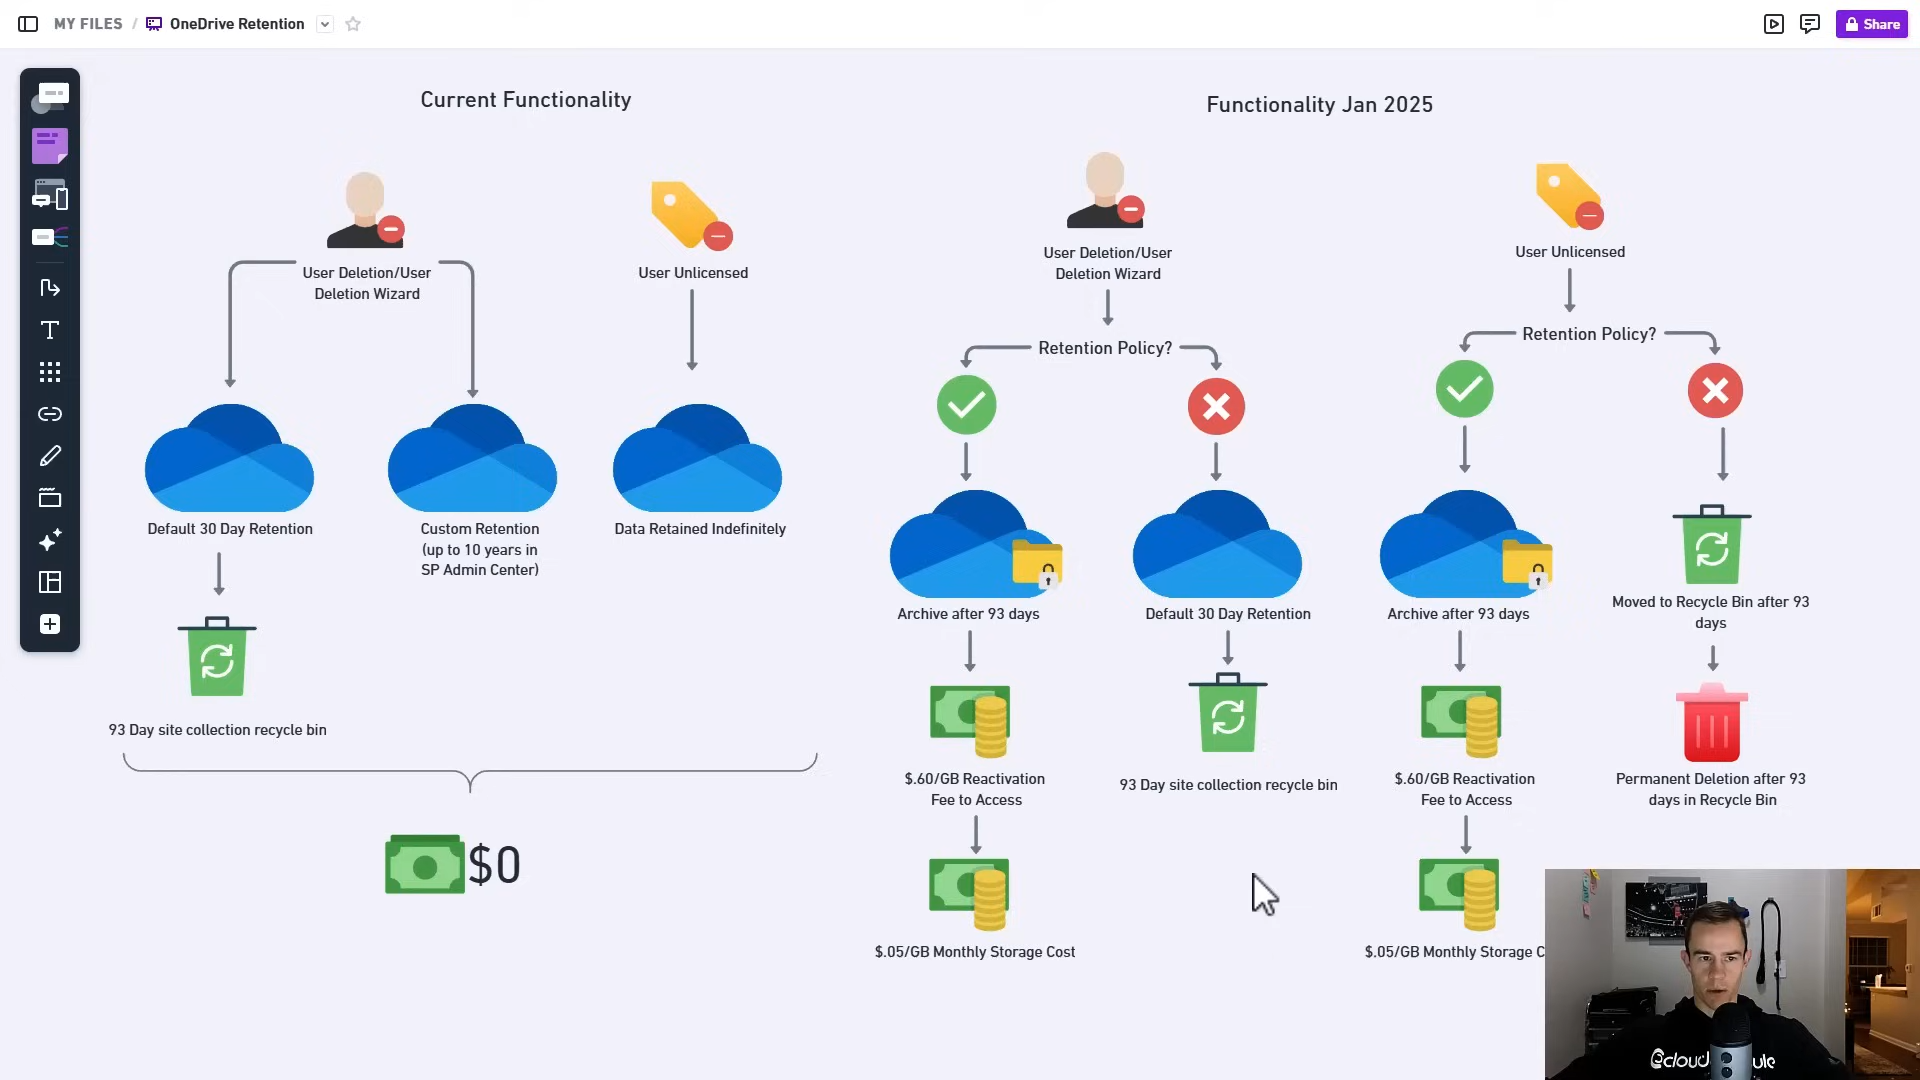 MY FILES / OneDrive Retention
Share
Current Functionality
User Deletion/User
Deletion Wizard
User Unlicensed
Default 30 Day Retention
Custom Retention
(up to 10 years in
SP Admin Center)
Data Retained Indefinitely
93 Day site collection recycle bin
$0
Functionality Jan 2025
User Deletion/User
Deletion Wizard
Retention Policy?
Archive after 93 days
$.60/GB Reactivation
Fee to Access
$.05/GB Monthly Storage Cost
Default 30 Day Retention
93 Day site collection recycle bin
User Unlicensed
Retention Policy?
Archive after 93 days
$.60/GB Reactivation
Fee to Access
$.05/GB Monthly Storage C
Moved to Recycle Bin after 93
days
Permanent Deletion after 93
days in Recycle Bin